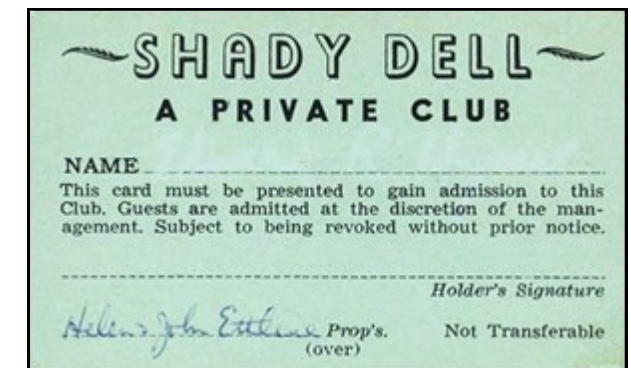 SHADY DELL
A PRIVATE CLUB
NAME
This card must be presented to gain admission to this
Club. Guests are admitted at the discretion of the man-
agement. Subject to being revoked without prior notice.
Holder's Signature
Helen & John Ettline Prop's. Not Transferable
(over)